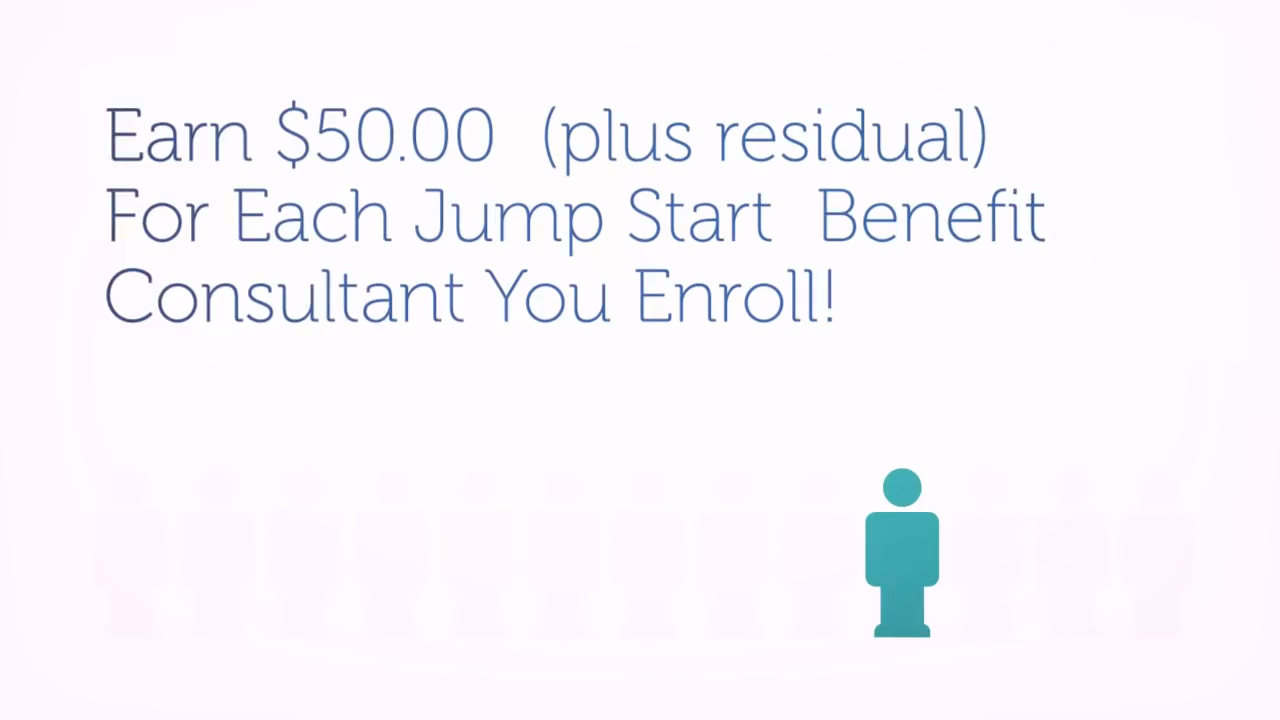 Earn $50.00  (plus residual)
For Each Jump Start  Benefit
Consultant You Enroll!